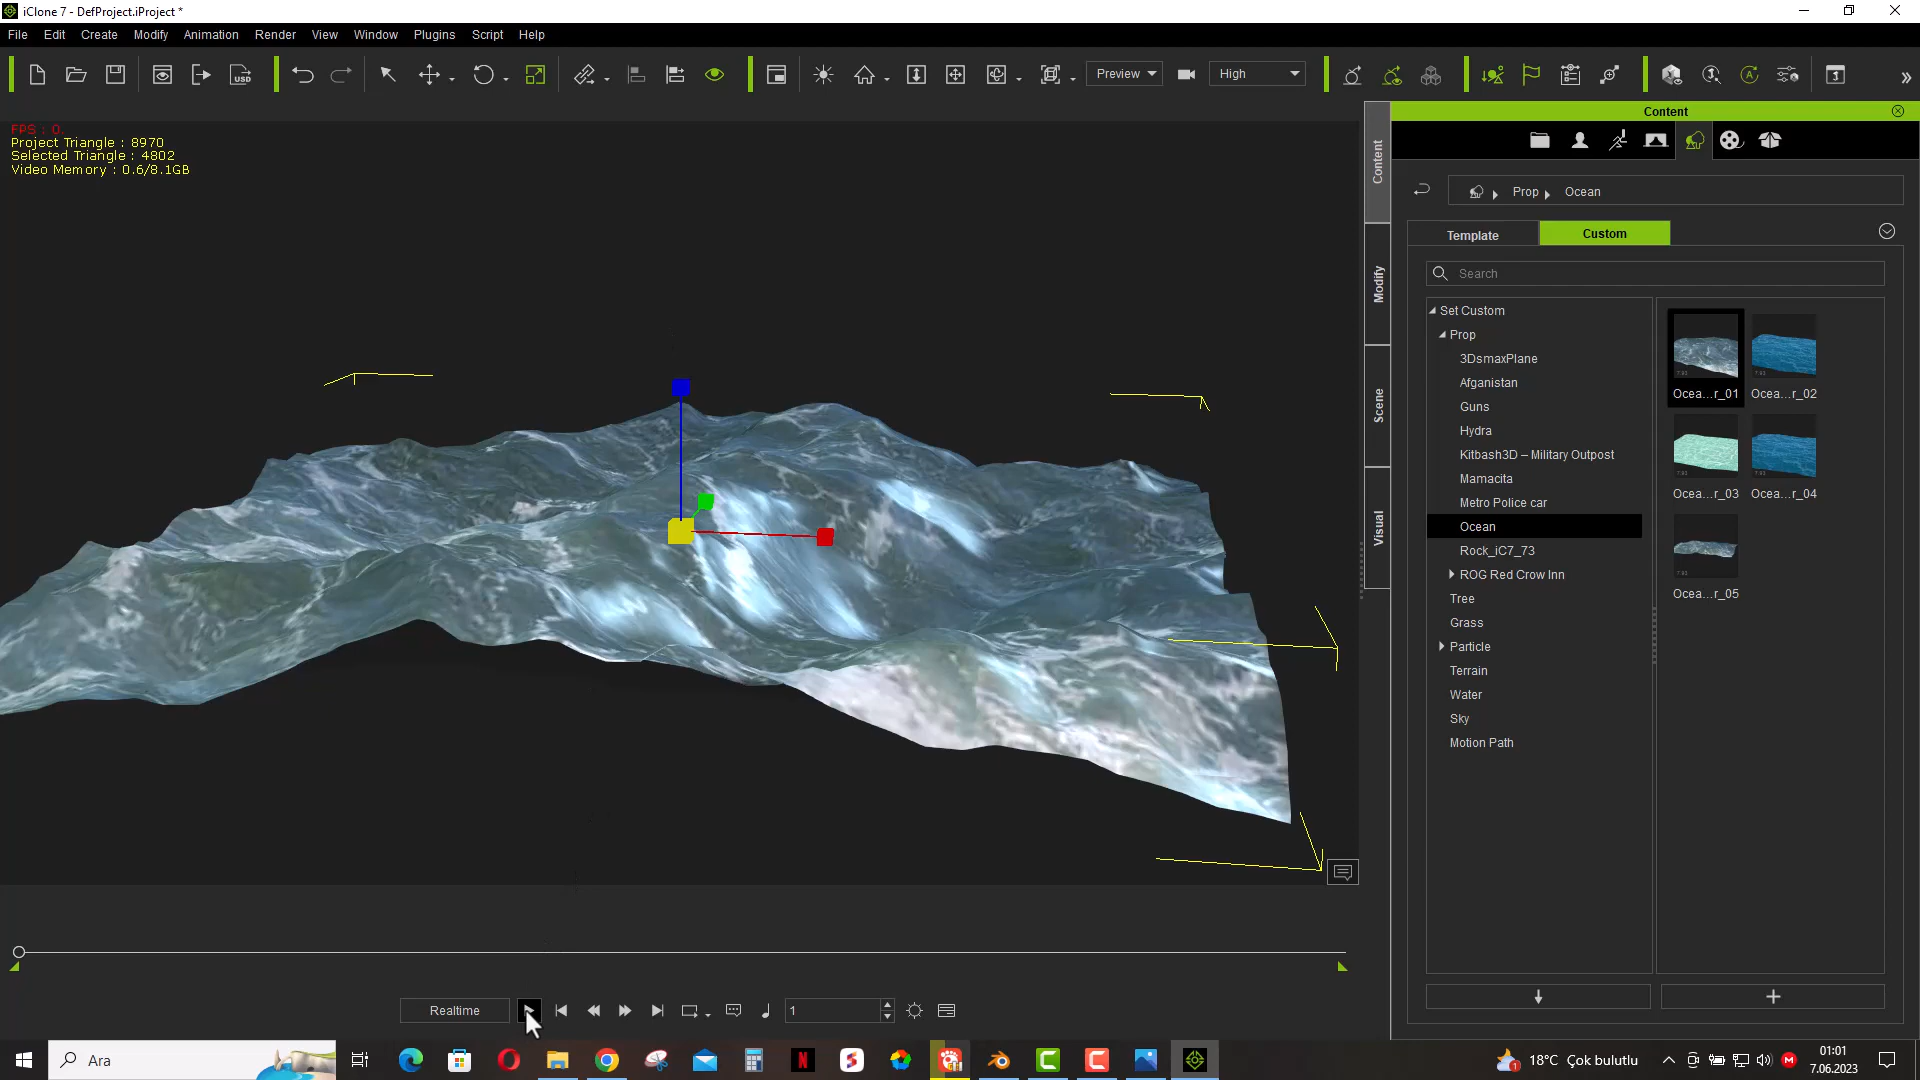 iClone 7 - DefProject.iProject *
File Edit Create Modify Animation Render View Window Plugins Script Help
USD
Preview High
FPS : 0.
Project Triangle : 8970
Selected Triangle : 4802
Video Memory : 0.6/8.1GB
Content
Modify
Scene
Visual
Content
Prop Ocean
Template Custom
Search
Set Custom
Prop
3DsmaxPlane
Afganistan
Guns
Hydra
Kitbash3D – Military Outpost
Mamacita
Metro Police car
Ocean
Rock_iC7_73
ROG Red Crow Inn
Tree
Grass
Particle
Terrain
Water
Sky
Motion Path
Ocea...r_01 Ocea...r_02
Ocea...r_03 Ocea...r_04
Ocea...r_05
Realtime
1
Ara
18°C Çok bulutlu
01:01
7.06.2023